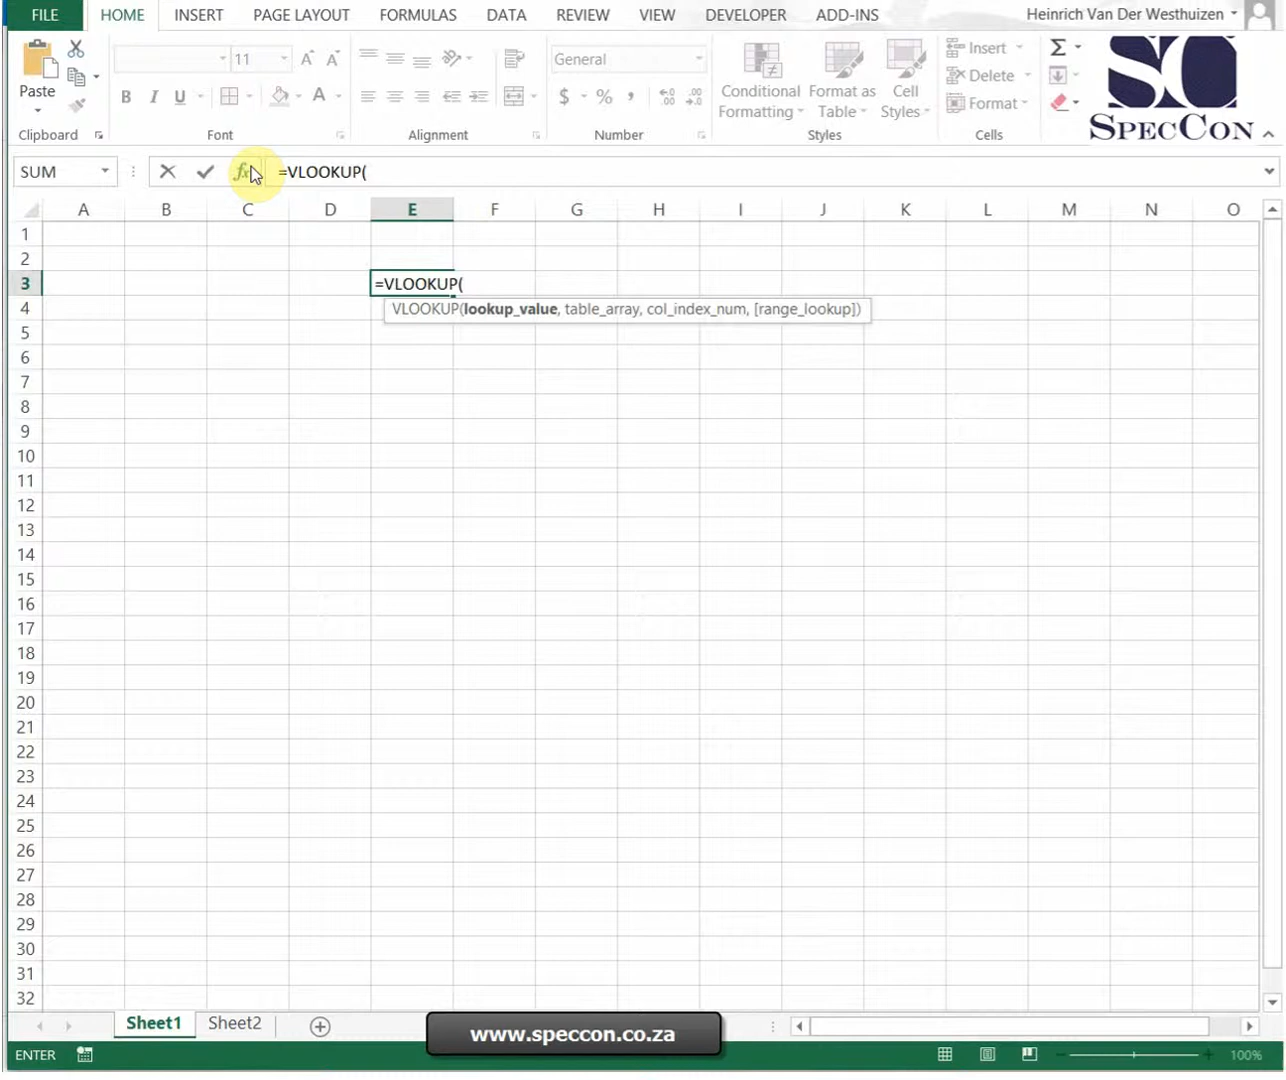 FILE HOME INSERT PAGE LAYOUT FORMULAS DATA REVIEW VIEW DEVELOPER ADD-INS Heinrich Van Der Westhuizen
Paste
11
B I U A
General
$ % ,
Conditional Formatting
Format as Table
Cell Styles
Insert
Delete
Format
Σ
SC
SPECCON
Clipboard Font Alignment Number Styles Cells
SUM fx =VLOOKUP(
A B C D E F G H I J K L M N O
1
2
3 =VLOOKUP(
4 VLOOKUP(lookup_value, table_array, col_index_num, [range_lookup])
5
6
7
8
9
10
11
12
13
14
15
16
17
18
19
20
21
22
23
24
25
26
27
28
29
30
31
32
Sheet1 Sheet2
www.speccon.co.za
ENTER 100%